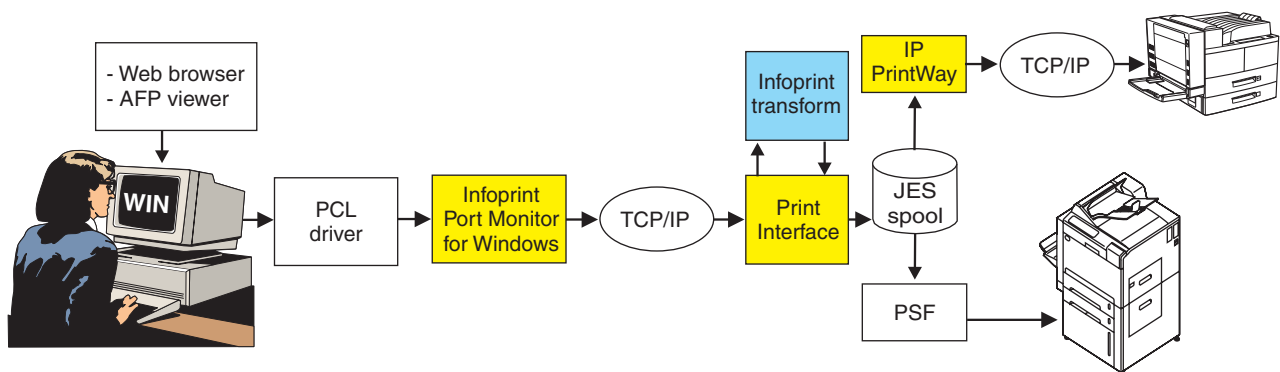 - Web browser
- AFP viewer
WIN
PCL
driver
Infoprint
Port Monitor
for Windows
TCP/IP
Infoprint
transform
Print
Interface
JES
spool
IP
PrintWay
TCP/IP
PSF